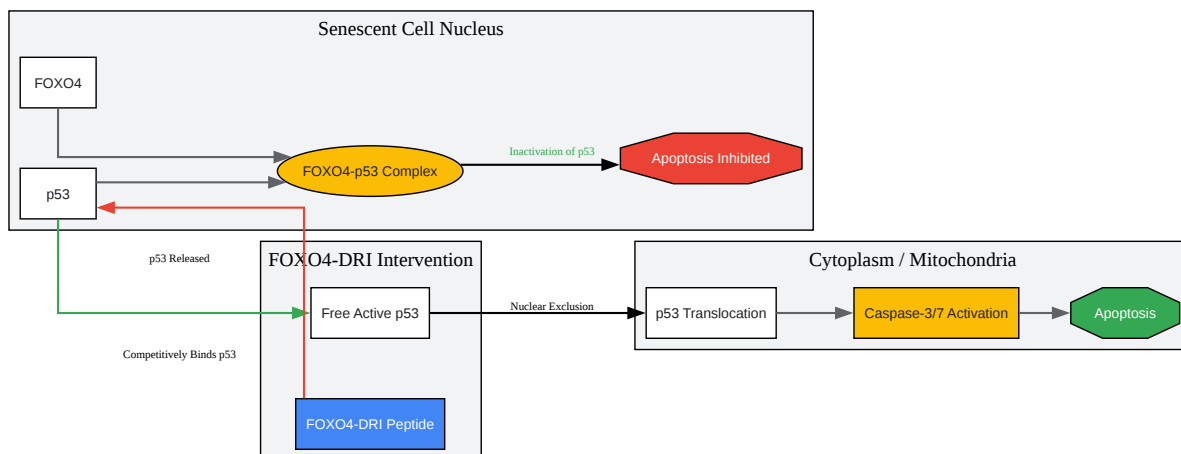 Senescent Cell Nucleus
FOXO4
p53
FOXO4-p53 Complex
Inactivation of p53
Apoptosis Inhibited
p53 Released
Competitively Binds p53
FOXO4-DRI Intervention
Free Active p53
FOXO4-DRI Peptide
Nuclear Exclusion
Cytoplasm / Mitochondria
p53 Translocation
Caspase-3/7 Activation
Apoptosis